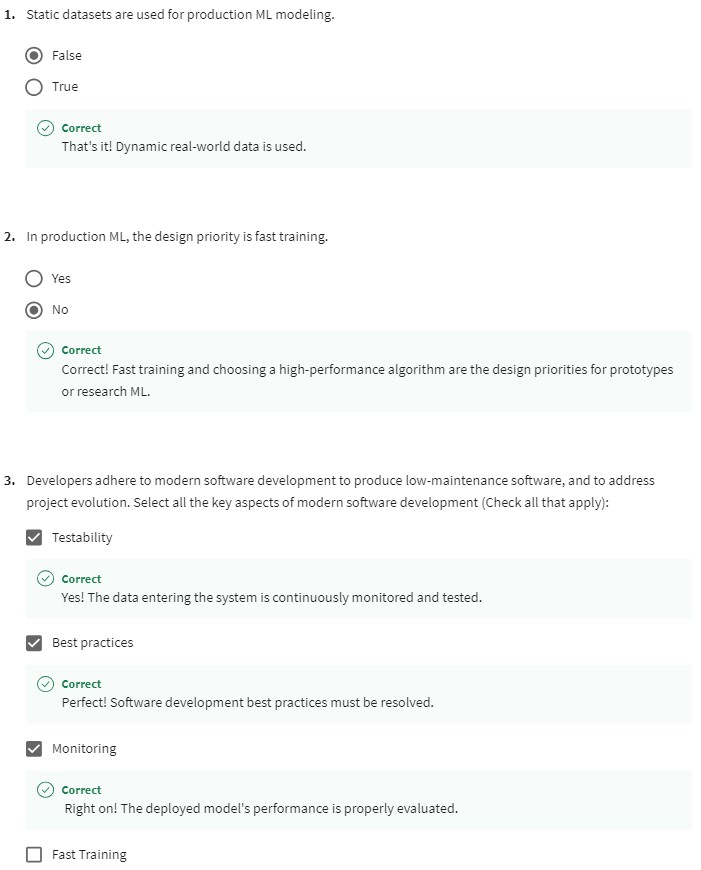 1. Static datasets are used for production ML modeling.
False
True
Correct
That's it! Dynamic real-world data is used.
2. In production ML, the design priority is fast training.
Yes
No
Correct
Correct! Fast training and choosing a high-performance algorithm are the design priorities for prototypes
or research ML.
3. Developers adhere to modern software development to produce low-maintenance software, and to address
project evolution. Select all the key aspects of modern software development (Check all that apply):
Testability
Correct
Yes! The data entering the system is continuously monitored and tested.
Best practices
Correct
Perfect! Software development best practices must be resolved.
Monitoring
Correct
Right on! The deployed model's performance is properly evaluated.
Fast Training